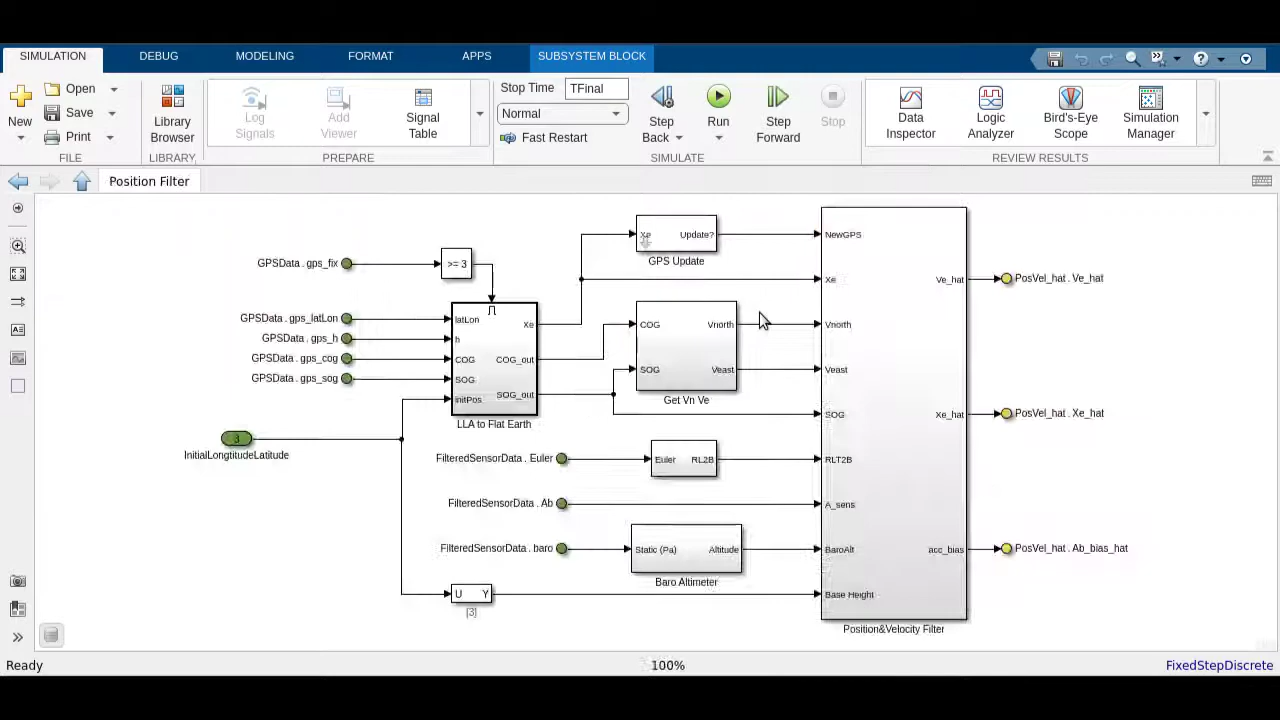 SIMULATION
DEBUG
MODELING
FORMAT
APPS
SUBSYSTEM BLOCK
New
Open
Save
Print
FILE
Library
Browser
LIBRARY
Log
Signals
Add
Viewer
Signal
Table
PREPARE
Stop Time
TFinal
Normal
Fast Restart
Step
Back
Run
Step
Forward
Stop
SIMULATE
Data
Inspector
Logic
Analyzer
Bird's-Eye
Scope
Simulation
Manager
REVIEW RESULTS
Position Filter
GPSData . gps_fix
>= 3
GPSData . gps_latLon
GPSData . gps_h
GPSData . gps_cog
GPSData . gps_sog
latLon
h
COG
SOG
initPos
Xe
COG_out
SOG_out
LLA to Flat Earth
3
InitialLongtitudeLatitude
Xe
Update?
GPS Update
COG
SOG
Vnorth
Veast
Get Vn Ve
FilteredSensorData . Euler
Euler
RL2B
FilteredSensorData . Ab
FilteredSensorData . baro
Static (Pa)
Altitude
Baro Altimeter
U
Y
[3]
NewGPS
Xe
Vnorth
Veast
SOG
RLT2B
A_sens
BaroAlt
Base Height
Ve_hat
Xe_hat
acc_bias
Position&Velocity Filter
PosVel_hat . Ve_hat
PosVel_hat . Xe_hat
PosVel_hat . Ab_bias_hat
Ready
100%
FixedStepDiscrete